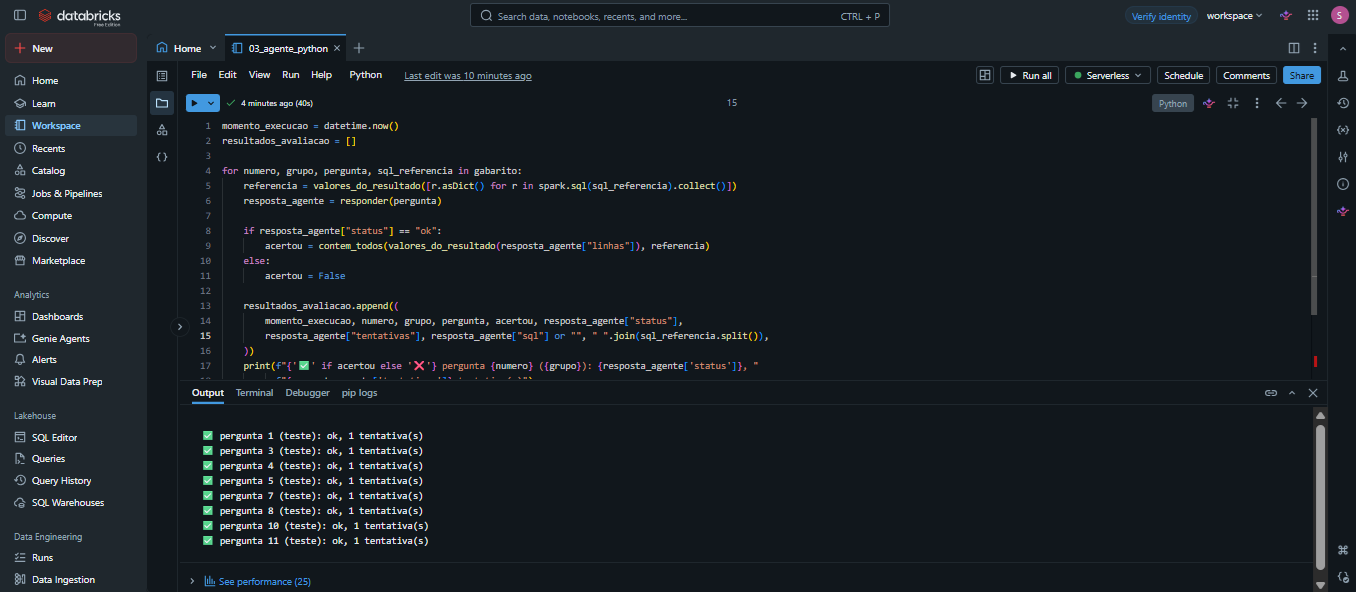 databricks
Free Edition
Search data, notebooks, recents, and more...
CTRL + P
Verify identity
workspace
S
New
Home
Learn
Workspace
Recents
Catalog
Jobs & Pipelines
Compute
Discover
Marketplace
Analytics
Dashboards
Genie Agents
Alerts
Visual Data Prep
Lakehouse
SQL Editor
Queries
Query History
SQL Warehouses
Data Engineering
Runs
Data Ingestion
Home
03_agente_python
File Edit View Run Help Python Last edit was 10 minutes ago
Run all
Serverless
Schedule
Comments
Share
4 minutes ago (40s)
15
Python
1 momento_execucao = datetime.now()
2 resultados_avaliacao = []
3
4 for numero, grupo, pergunta, sql_referencia in gabarito:
5 referencia = valores_do_resultado([r.asDict() for r in spark.sql(sql_referencia).collect()])
6 resposta_agente = responder(pergunta)
7
8 if resposta_agente["status"] == "ok":
9 acertou = contem_todos(valores_do_resultado(resposta_agente["linhas"]), referencia)
10 else:
11 acertou = False
12
13 resultados_avaliacao.append((
14 momento_execucao, numero, grupo, pergunta, acertou, resposta_agente["status"],
15 resposta_agente["tentativas"], resposta_agente["sql"] or "", " ".join(sql_referencia.split()),
16 ))
17 print(f"{'✅' if acertou else '❌'} pergunta {numero} ({grupo}): {resposta_agente['status']}, "
Output Terminal Debugger pip logs
✅ pergunta 1 (teste): ok, 1 tentativa(s)
✅ pergunta 3 (teste): ok, 1 tentativa(s)
✅ pergunta 4 (teste): ok, 1 tentativa(s)
✅ pergunta 5 (teste): ok, 1 tentativa(s)
✅ pergunta 7 (teste): ok, 1 tentativa(s)
✅ pergunta 8 (teste): ok, 1 tentativa(s)
✅ pergunta 10 (teste): ok, 1 tentativa(s)
✅ pergunta 11 (teste): ok, 1 tentativa(s)
See performance (25)